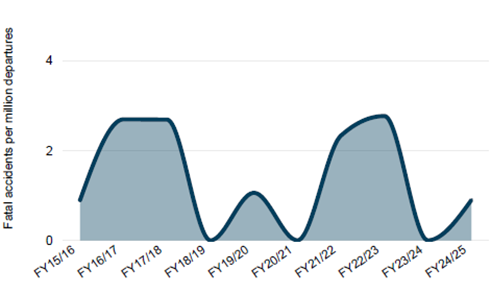 Fatal accidents per million departures
4
2
0
FY15/16
FY16/17
FY17/18
FY18/19
FY19/20
FY20/21
FY21/22
FY22/23
FY23/24
FY24/25